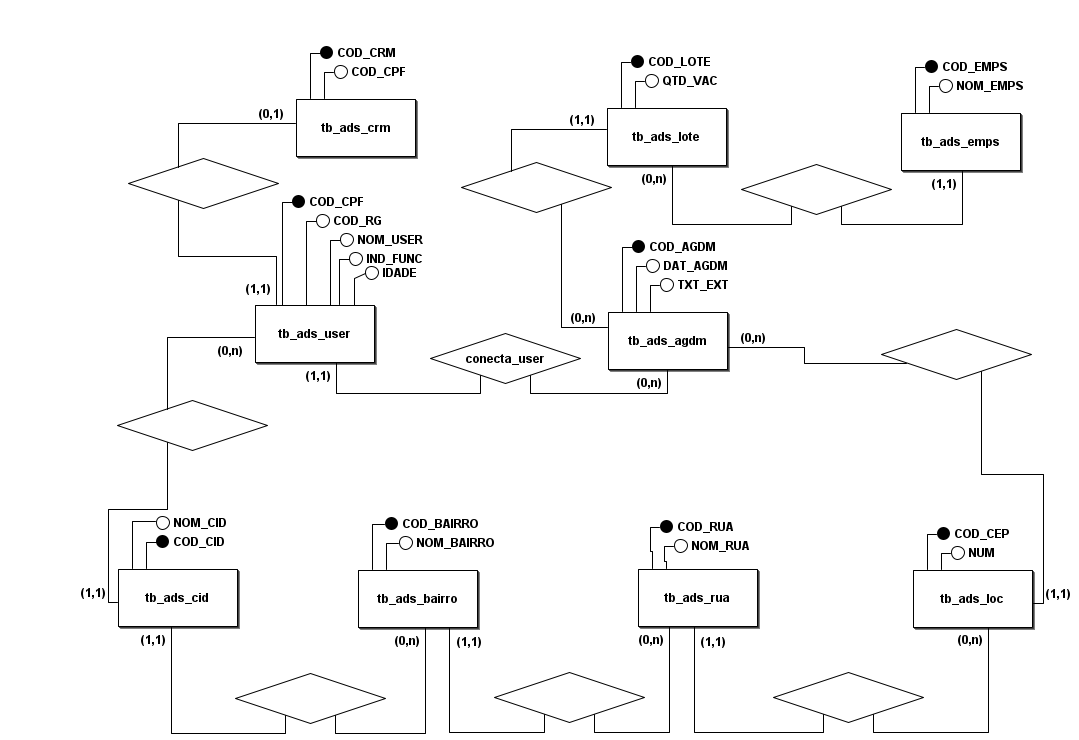 COD_CRM
COD_CPF
(0,1)
tb_ads_crm
COD_LOTE
QTD_VAC
(1,1)
tb_ads_lote
(0,n)
COD_EMPS
NOM_EMPS
tb_ads_emps
(1,1)
COD_CPF
COD_RG
NOM_USER
IND_FUNC
IDADE
(1,1)
tb_ads_user
(0,n)
(1,1)
conecta_user
COD_AGDM
DAT_AGDM
TXT_EXT
(0,n)
tb_ads_agdm
(0,n)
(0,n)
NOM_CID
COD_CID
(1,1)
tb_ads_cid
(1,1)
COD_BAIRRO
NOM_BAIRRO
tb_ads_bairro
(0,n)
(1,1)
COD_RUA
NOM_RUA
tb_ads_rua
(0,n)
(1,1)
COD_CEP
NUM
tb_ads_loc
(1,1)
(0,n)